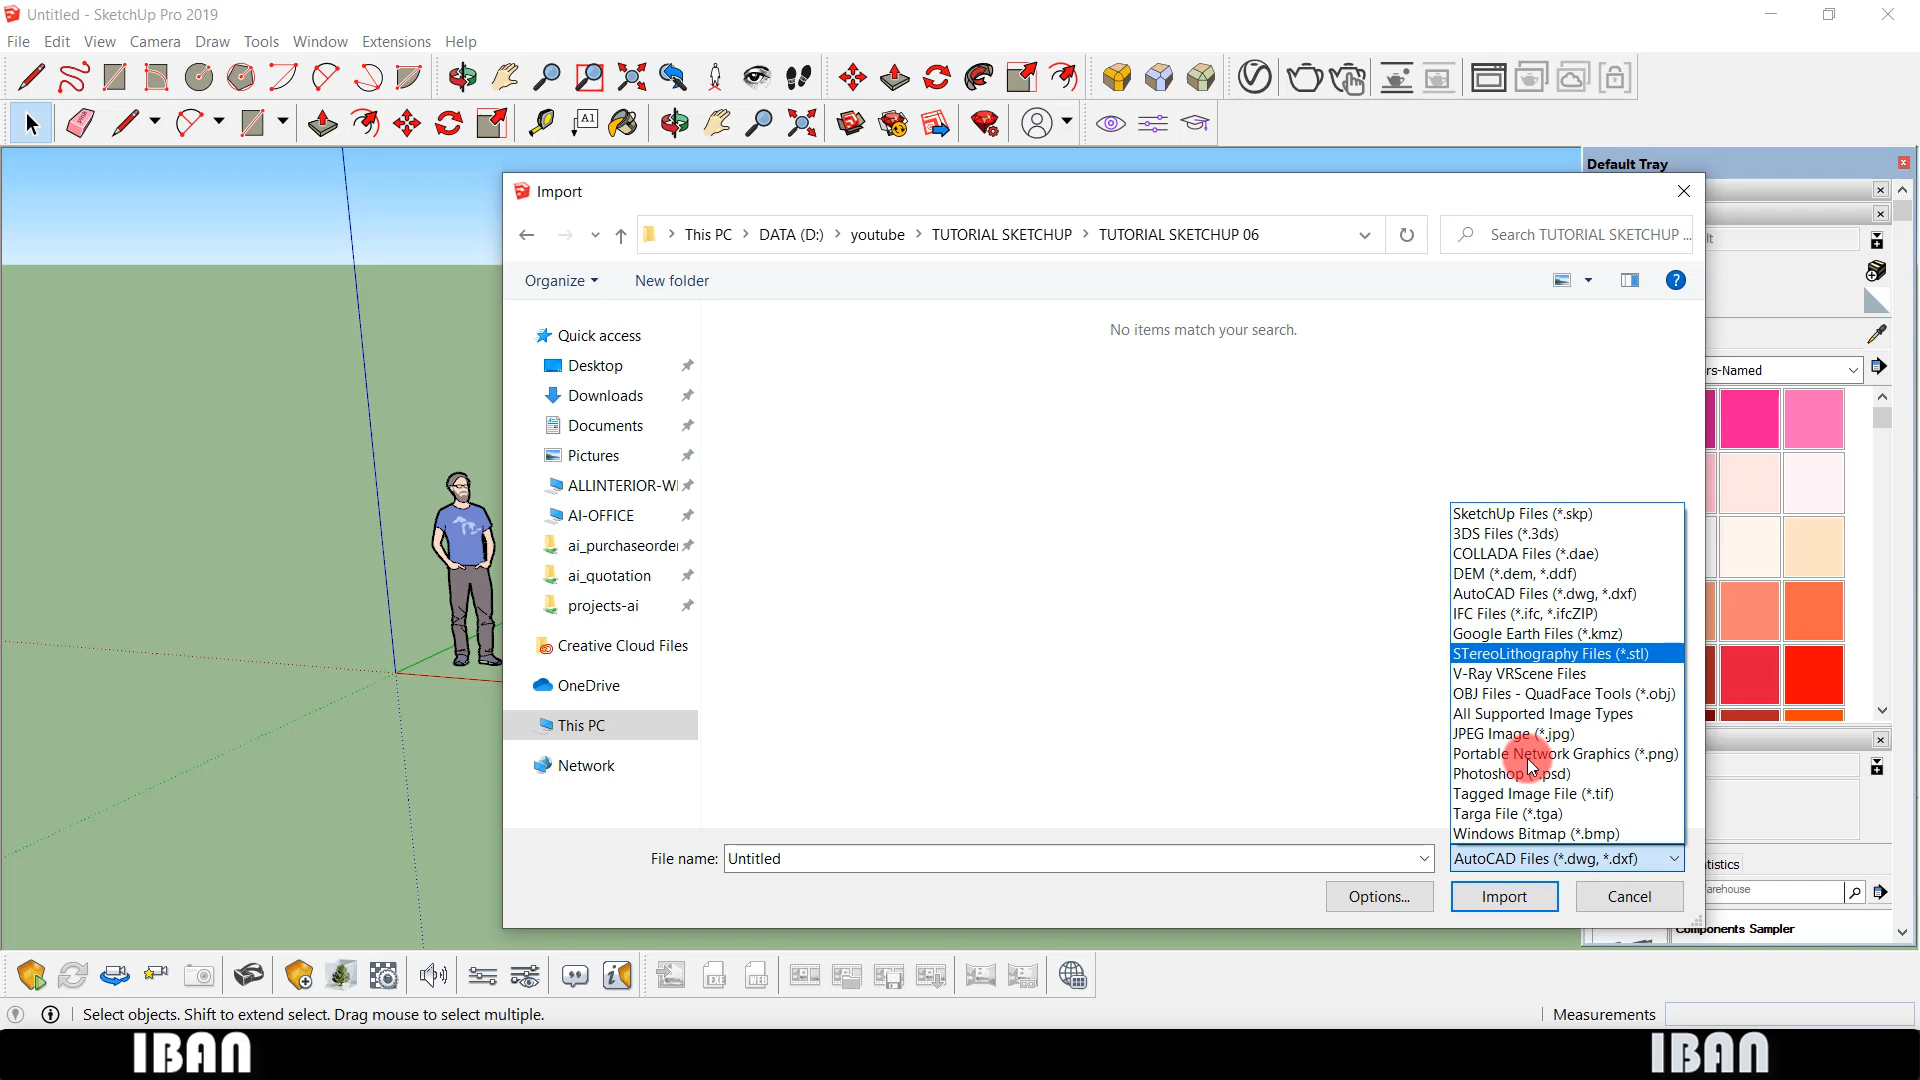 Untitled - SketchUp Pro 2019
File Edit View Camera Draw Tools Window Extensions Help
A1
Default Tray
Import
This PC > DATA (D:) > youtube > TUTORIAL SKETCHUP > TUTORIAL SKETCHUP 06
Search TUTORIAL SKETCHUP ...
Organize
New folder
No items match your search.
Quick access
Desktop
Downloads
Documents
Pictures
ALLINTERIOR-WI
AI-OFFICE
ai_purchaseorder
ai_quotation
projects-ai
Creative Cloud Files
OneDrive
This PC
Network
rs-Named
SketchUp Files (*.skp)
3DS Files (*.3ds)
COLLADA Files (*.dae)
DEM (*.dem, *.ddf)
AutoCAD Files (*.dwg, *.dxf)
IFC Files (*.ifc, *.ifcZIP)
Google Earth Files (*.kmz)
STereoLithography Files (*.stl)
V-Ray VRScene Files
OBJ Files - QuadFace Tools (*.obj)
All Supported Image Types
JPEG Image (*.jpg)
Portable Network Graphics (*.png)
Photoshop (*.psd)
Tagged Image File (*.tif)
Targa File (*.tga)
Windows Bitmap (*.bmp)
File name: Untitled
AutoCAD Files (*.dwg, *.dxf)
Options...
Import
Cancel
tistics
arehouse
Components Sampler
EXE
WEB
Select objects. Shift to extend select. Drag mouse to select multiple.
Measurements
IBAN
IBAN